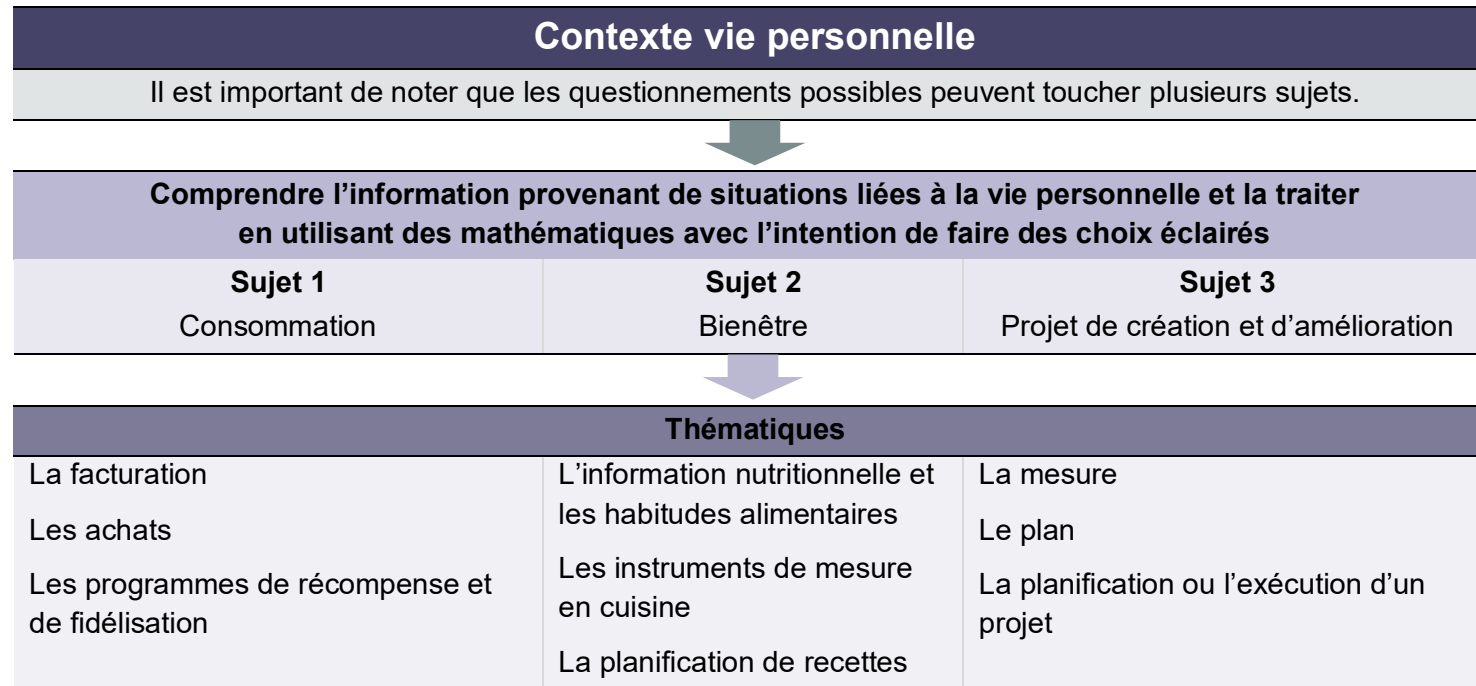 Contexte vie personnelle
Il est important de noter que les questionnements possibles peuvent toucher plusieurs sujets.
Comprendre l’information provenant de situations liées à la vie personnelle et la traiter
en utilisant des mathématiques avec l’intention de faire des choix éclairés
Sujet 1
Consommation
Sujet 2
Bienêtre
Sujet 3
Projet de création et d’amélioration
Thématiques
La facturation
Les achats
Les programmes de récompense et
de fidélisation
L’information nutritionnelle et
les habitudes alimentaires
Les instruments de mesure
en cuisine
La planification de recettes
La mesure
Le plan
La planification ou l’exécution d’un
projet